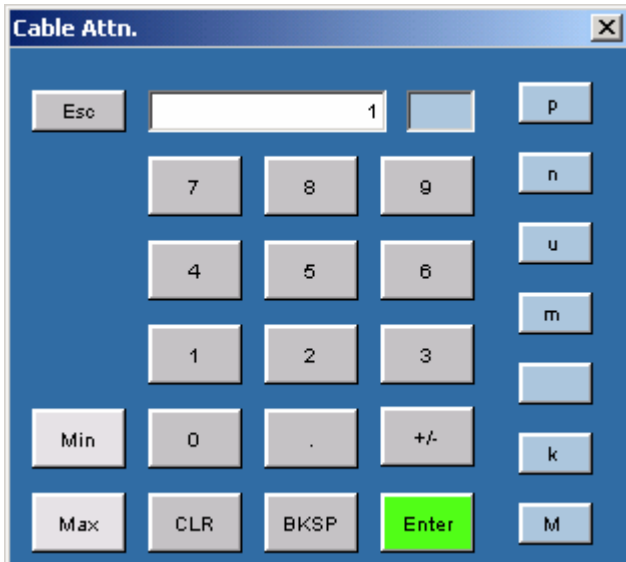 Cable Attn.
Esc 1 p
7 8 9 n
4 5 6 u
m
1 2 3
Min 0 . +/- k
Max CLR BKSP Enter M